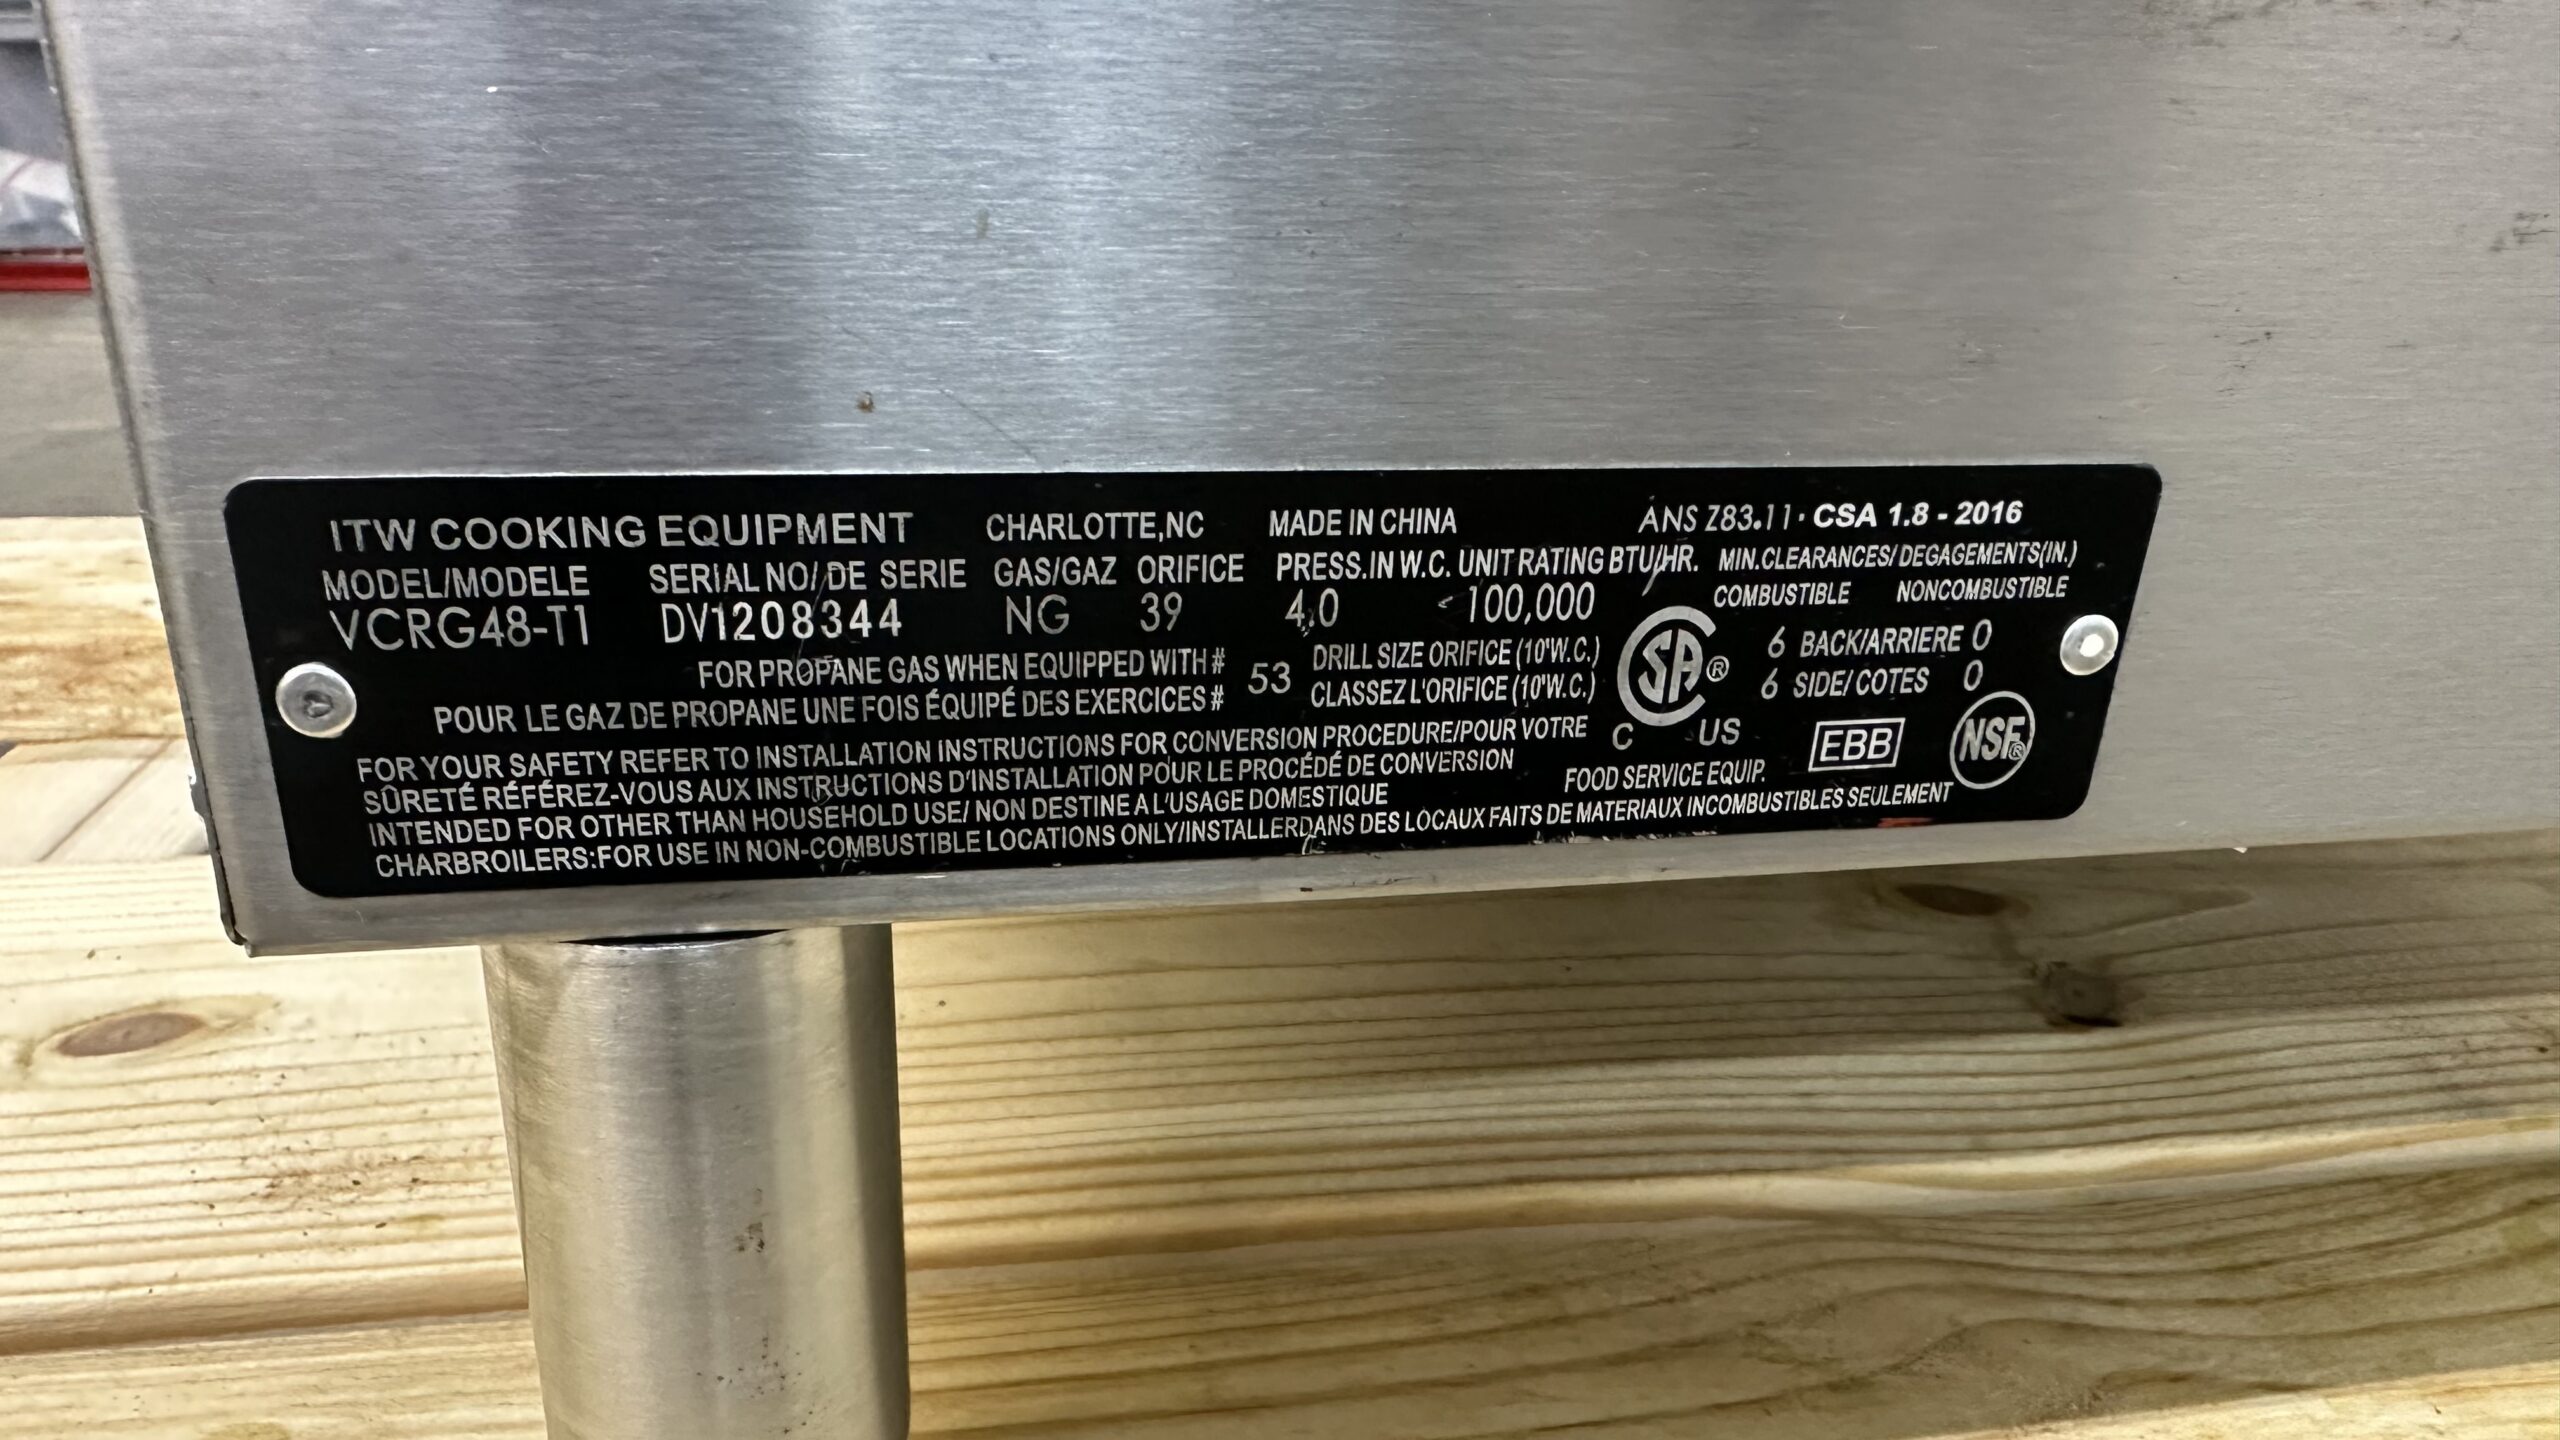 ITW COOKING EQUIPMENT CHARLOTTE,NC MADE IN CHINA ANS Z83.11· CSA 1.8 - 2016
MODEL/MODELE SERIAL NO/DE SERIE GAS/GAZ ORIFICE PRESS.IN W.C. UNIT RATING BTU/HR. MIN.CLEARANCES/DEGAGEMENTS(IN.)
COMBUSTIBLE NONCOMBUSTIBLE
VCRG48-T1 DV1208344 NG 39 4.0 100,000
6 BACK/ARRIERE 0
6 SIDE/COTES 0
FOR PROPANE GAS WHEN EQUIPPED WITH # 53 DRILL SIZE ORIFICE (10"W.C.)
POUR LE GAZ DE PROPANE UNE FOIS ÉQUIPÉ DES EXERCICES # CLASSEZ L'ORIFICE (10"W.C.)
SA®
C US
EBB
NSF®
FOR YOUR SAFETY REFER TO INSTALLATION INSTRUCTIONS FOR CONVERSION PROCEDURE/POUR VOTRE
SÛRETÉ RÉFÉREZ-VOUS AUX INSTRUCTIONS D'INSTALLATION POUR LE PROCÉDÉ DE CONVERSION
FOOD SERVICE EQUIP.
INTENDED FOR OTHER THAN HOUSEHOLD USE/ NON DESTINE A L'USAGE DOMESTIQUE
CHARBROILERS:FOR USE IN NON-COMBUSTIBLE LOCATIONS ONLY/INSTALLERDANS DES LOCAUX FAITS DE MATERIAUX INCOMBUSTIBLES SEULEMENT